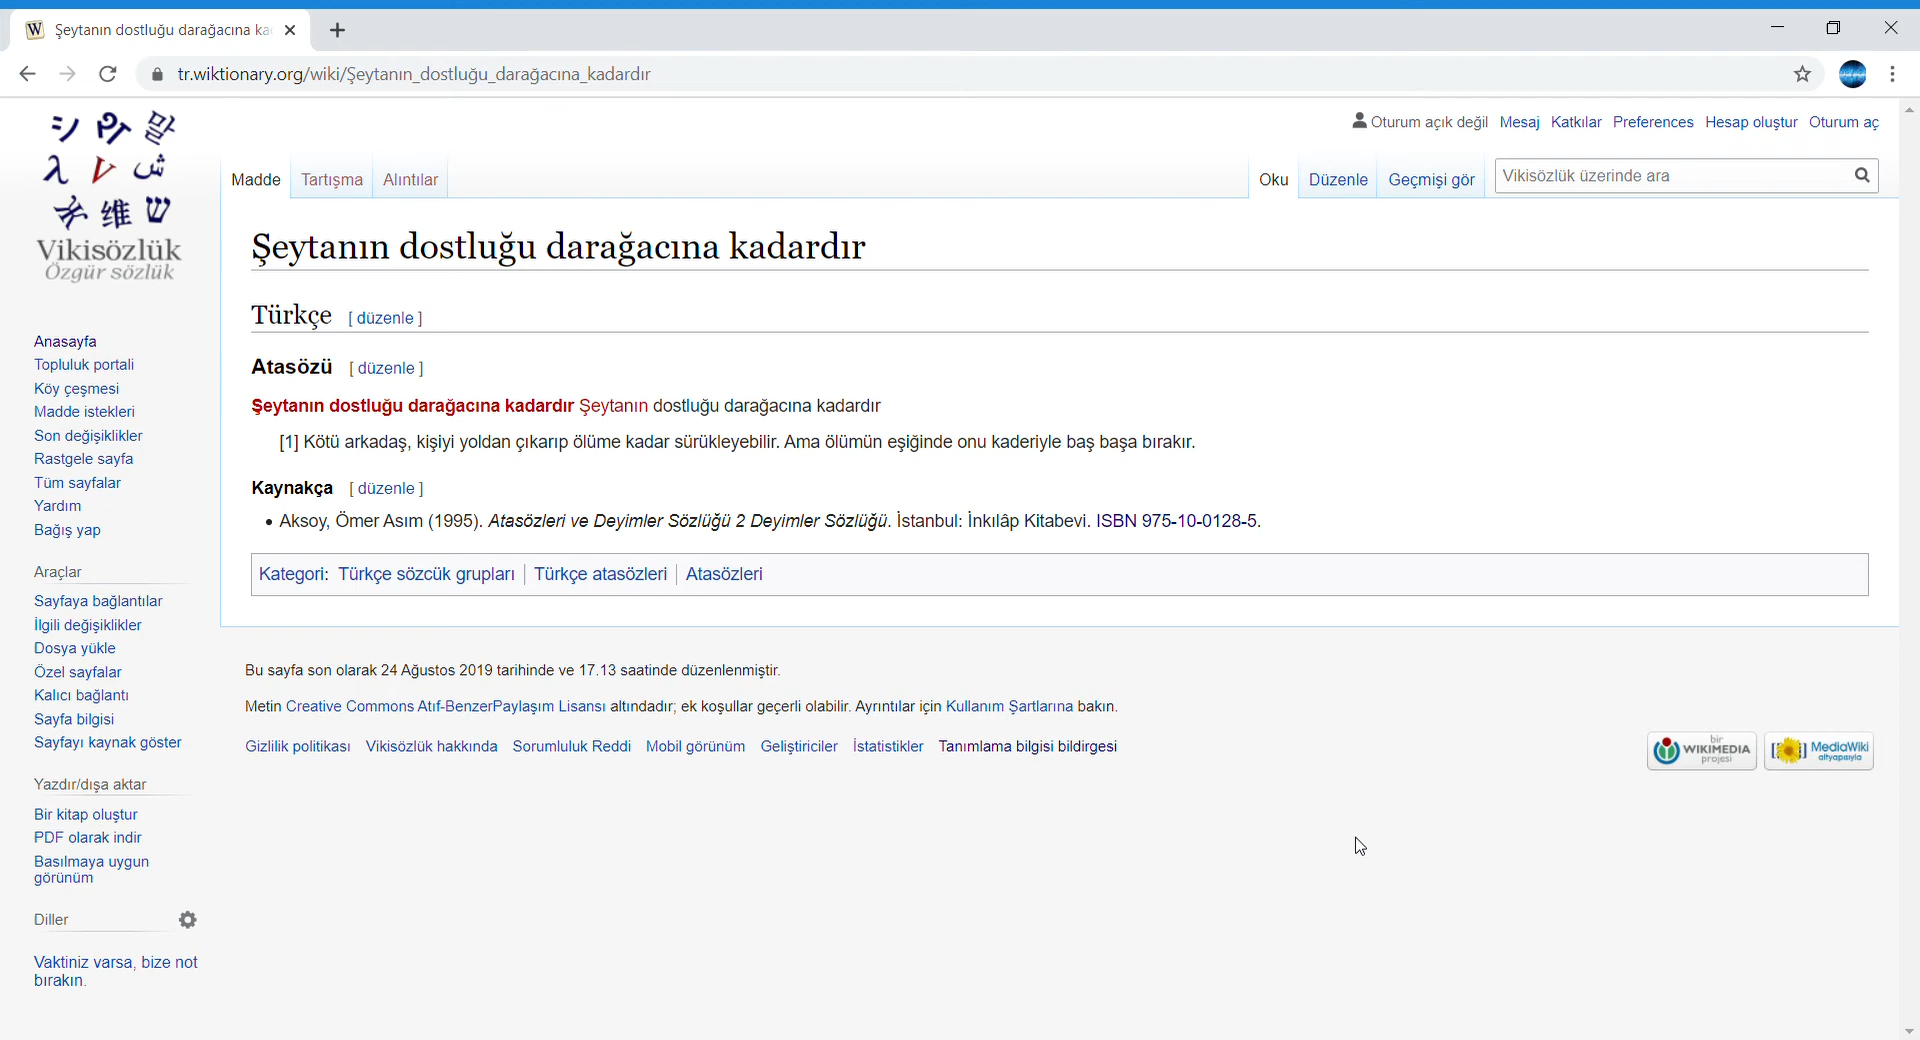 Şeytanın dostluğu darağacına ka
tr.wiktionary.org/wiki/Şeytanın_dostluğu_darağacına_kadardır
Vikisözlük
Özgür sözlük
Oturum açık değil Mesaj Katkılar Preferences Hesap oluştur Oturum aç
Madde Tartışma Alıntılar Oku Düzenle Geçmişi gör Vikisözlük üzerinde ara
Şeytanın dostluğu darağacına kadardır
Türkçe [ düzenle ]
Atasözü [ düzenle ]
Şeytanın dostluğu darağacına kadardır Şeytanın dostluğu darağacına kadardır
[1] Kötü arkadaş, kişiyi yoldan çıkarıp ölüme kadar sürükleyebilir. Ama ölümün eşiğinde onu kaderiyle baş başa bırakır.
Kaynakça [ düzenle ]
Aksoy, Ömer Asım (1995). Atasözleri ve Deyimler Sözlüğü 2 Deyimler Sözlüğü. İstanbul: İnkılâp Kitabevi. ISBN 975-10-0128-5.
Kategori: Türkçe sözcük grupları | Türkçe atasözleri | Atasözleri
Anasayfa
Topluluk portali
Köy çeşmesi
Madde istekleri
Son değişiklikler
Rastgele sayfa
Tüm sayfalar
Yardım
Bağış yap
Araçlar
Sayfaya bağlantılar
İlgili değişiklikler
Dosya yükle
Özel sayfalar
Kalıcı bağlantı
Sayfa bilgisi
Sayfayı kaynak göster
Yazdır/dışa aktar
Bir kitap oluştur
PDF olarak indir
Basılmaya uygun
görünüm
Diller
Vaktiniz varsa, bize not
bırakın.
Bu sayfa son olarak 24 Ağustos 2019 tarihinde ve 17.13 saatinde düzenlenmiştir.
Metin Creative Commons Atıf-BenzerPaylaşım Lisansı altındadır; ek koşullar geçerli olabilir. Ayrıntılar için Kullanım Şartlarına bakın.
Gizlilik politikası Vikisözlük hakkında Sorumluluk Reddi Mobil görünüm Geliştiriciler İstatistikler Tanımlama bilgisi bildirgesi
bir
WIKIMEDIA
projesi
MediaWiki
altyapısıyla